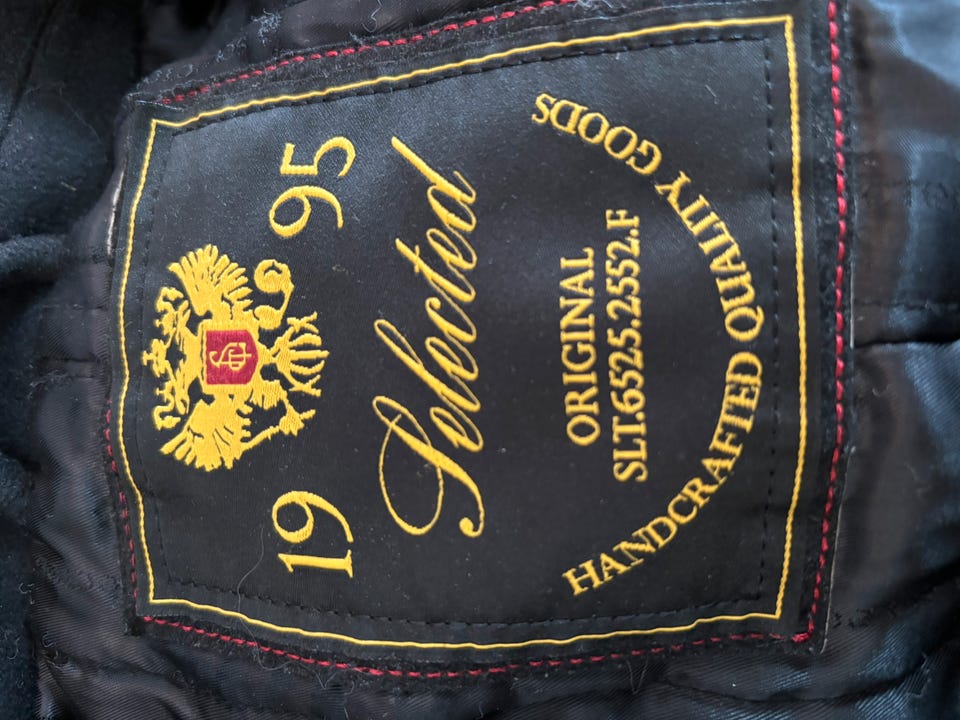 19 95
Selected
ORIGINAL
SLT.6525.2552.F
HANDCRAFTED QUALITY GOODS